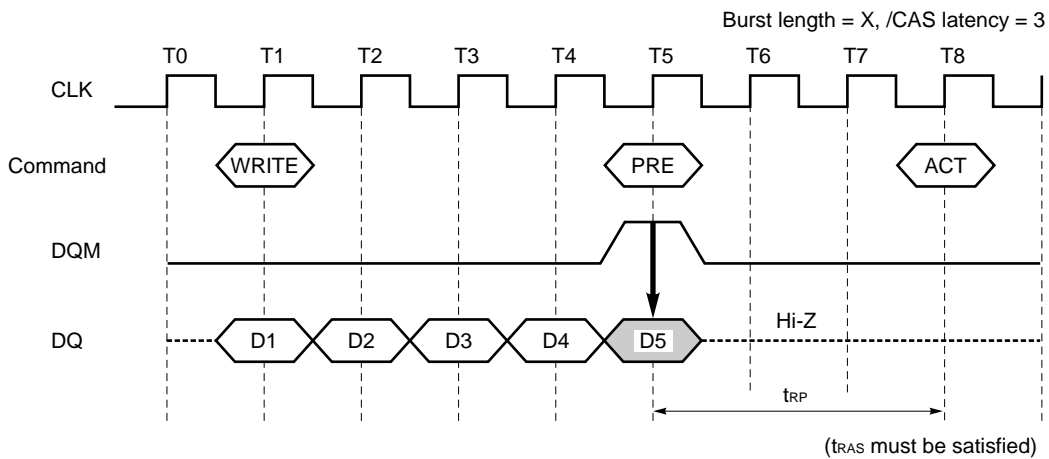 Burst length = X, /CAS latency = 3
T0 T1 T2 T3 T4 T5 T6 T7 T8
CLK
Command WRITE PRE ACT
DQM
DQ D1 D2 D3 D4 D5 Hi-Z
tRP
(tRAS must be satisfied)